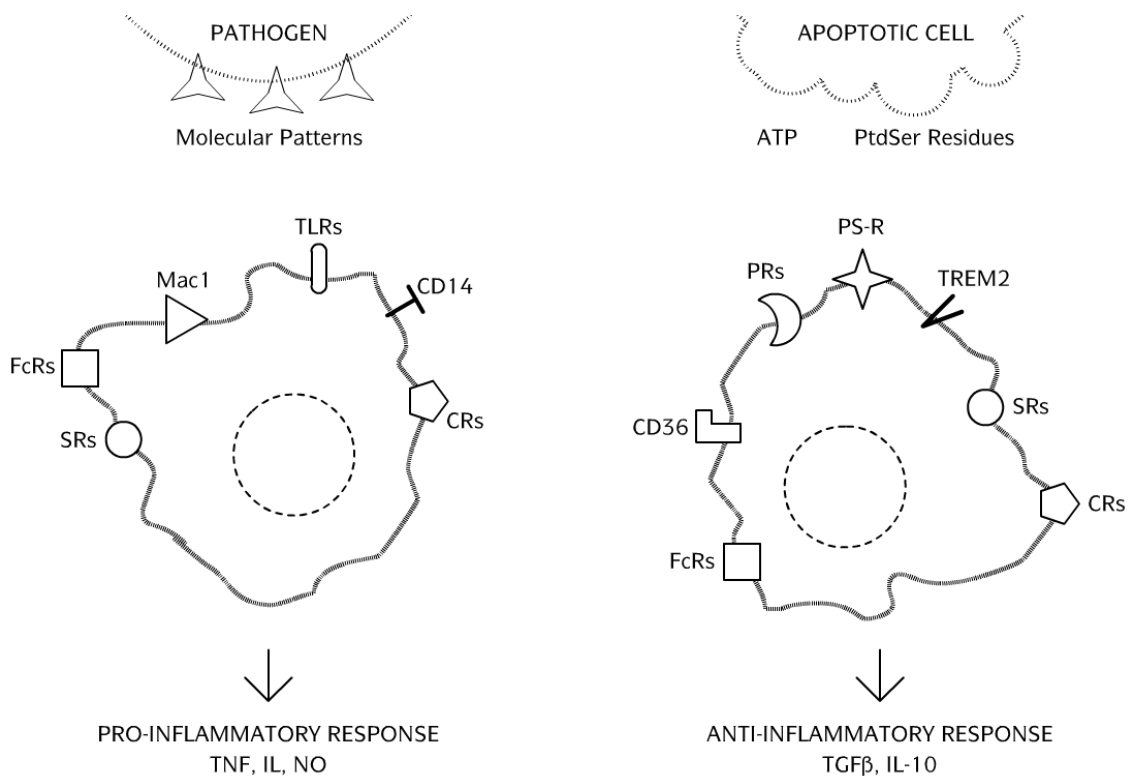 PATHOGEN
Molecular Patterns
TLRs
Mac1
CD14
FcRs
SRs
CRs
PRO-INFLAMMATORY RESPONSE
TNF, IL, NO
APOPTOTIC CELL
ATP PtdSer Residues
PS-R
PRs
TREM2
SRs
CD36
CRs
FcRs
ANTI-INFLAMMATORY RESPONSE
TGFβ, IL-10